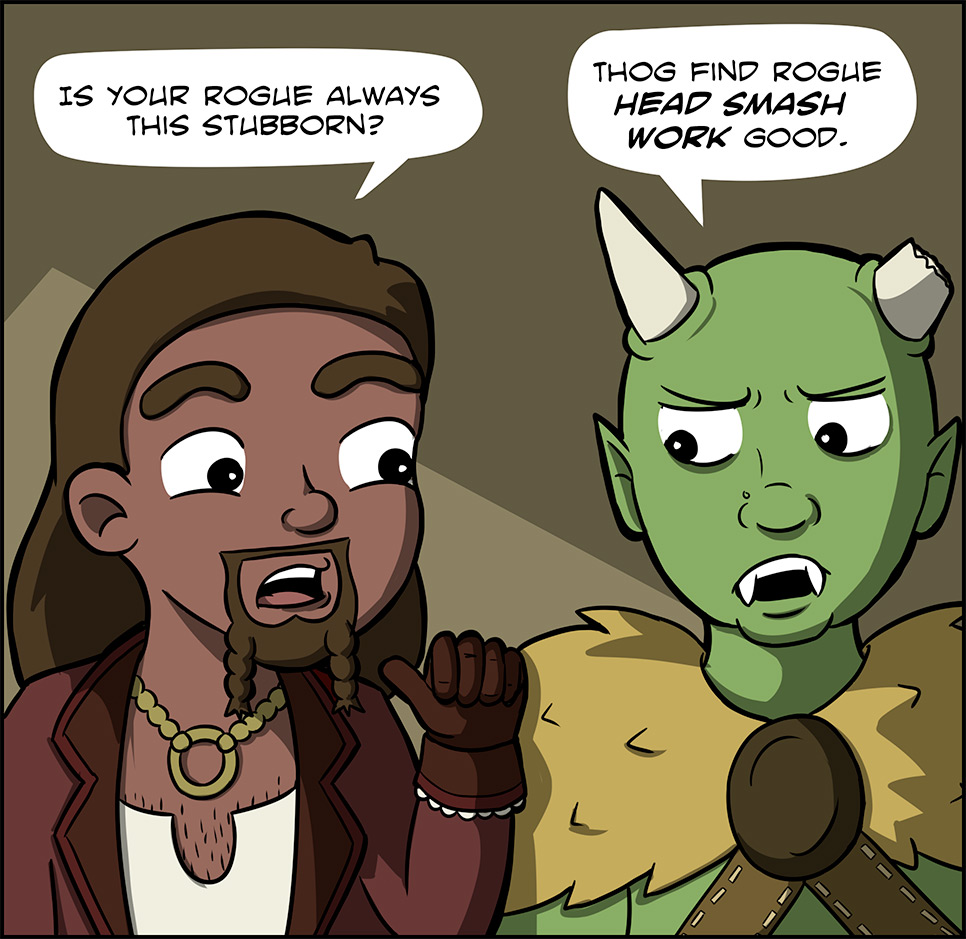 IS YOUR ROGUE ALWAYS
THIS STUBBORN?
THOG FIND ROGUE
HEAD SMASH
WORK GOOD.